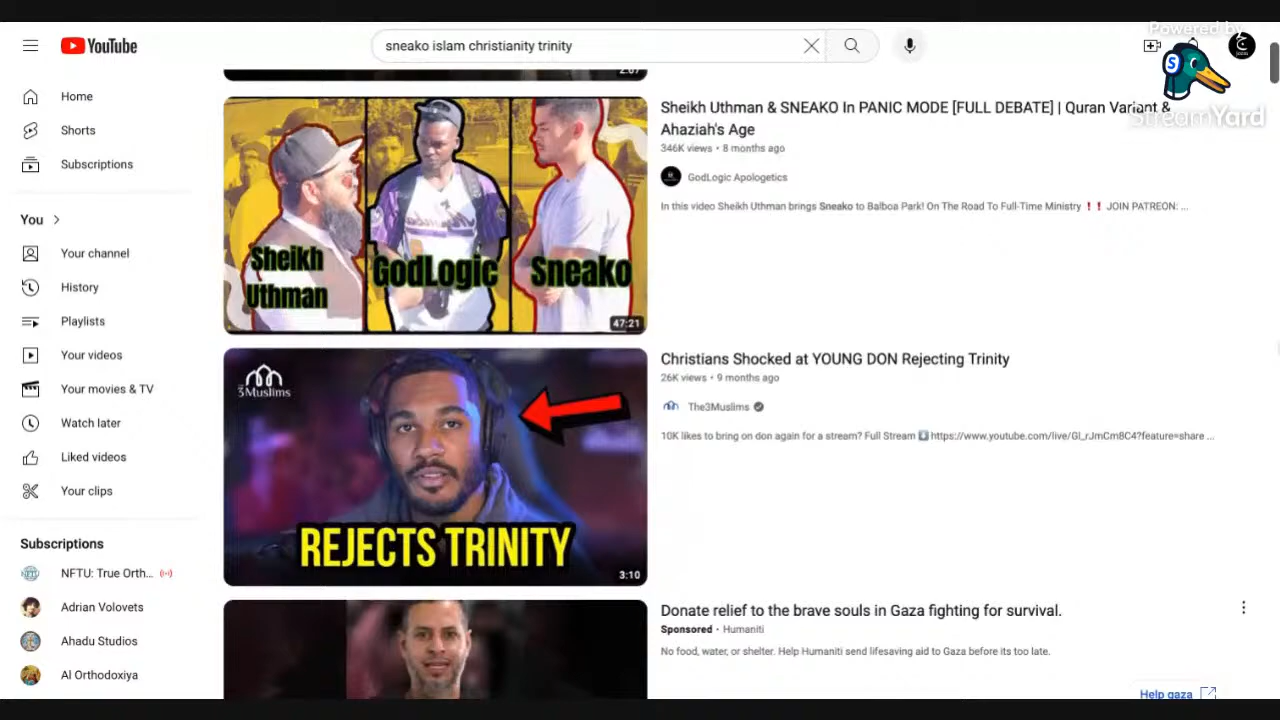 YouTube
sneako islam christianity trinity
Powered by
StreamYard
Home
Shorts
Subscriptions
You
Your channel
History
Playlists
Your videos
Your movies & TV
Watch later
Liked videos
Your clips
Subscriptions
NFTU: True Orth...
Adrian Volovets
Ahadu Studios
Al Orthodoxiya
Sheikh Uthman
GodLogic
Sneako
47:21
Sheikh Uthman & SNEAKO In PANIC MODE [FULL DEBATE] | Quran Variant &
Ahaziah's Age
346K views • 8 months ago
GodLogic Apologetics
In this video Sheikh Uthman brings Sneako to Balboa Park! On The Road To Full-Time Ministry ❗❗ JOIN PATREON: ...
3Muslims
REJECTS TRINITY
3:10
Christians Shocked at YOUNG DON Rejecting Trinity
26K views • 9 months ago
The3Muslims
10K likes to bring on don again for a stream? Full Stream ⬇️https://www.youtube.com/live/Gl_rJmCm8C4?feature=share ...
Donate relief to the brave souls in Gaza fighting for survival.
Sponsored • Humaniti
No food, water, or shelter. Help Humaniti send lifesaving aid to Gaza before its too late.
Help gaza